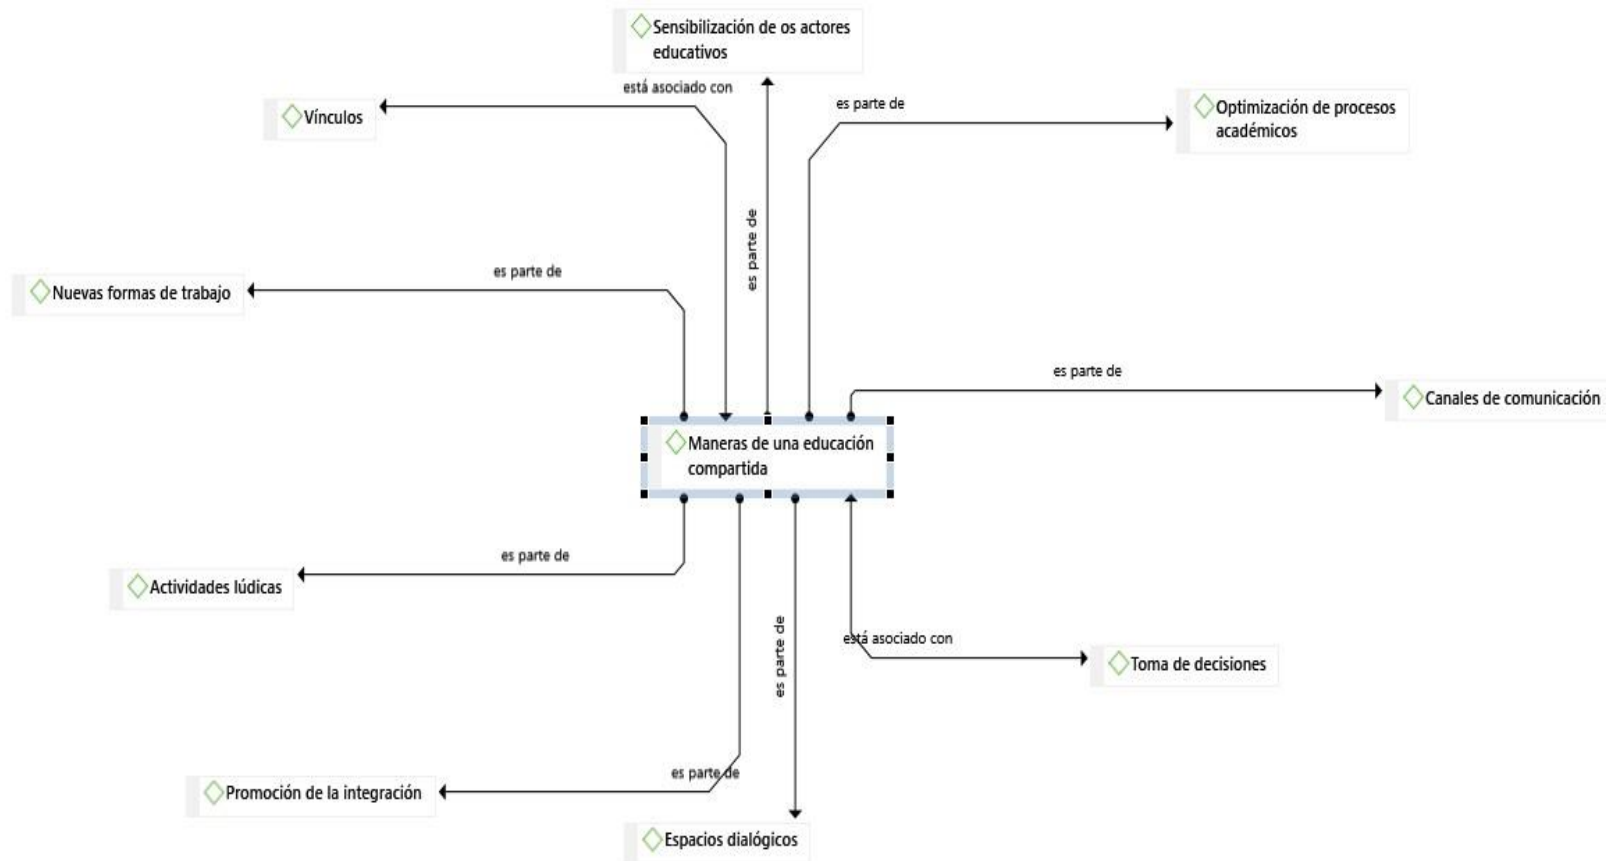 Sensibilización de os actores
educativos
está asociado con
es parte de
Vínculos
Optimización de procesos
académicos
es parte de
es parte de
Nuevas formas de trabajo
es parte de
Canales de comunicación
Maneras de una educación
compartida
es parte de
Actividades lúdicas
es parte de
está asociado con
Toma de decisiones
es parte de
Promoción de la integración
Espacios dialógicos